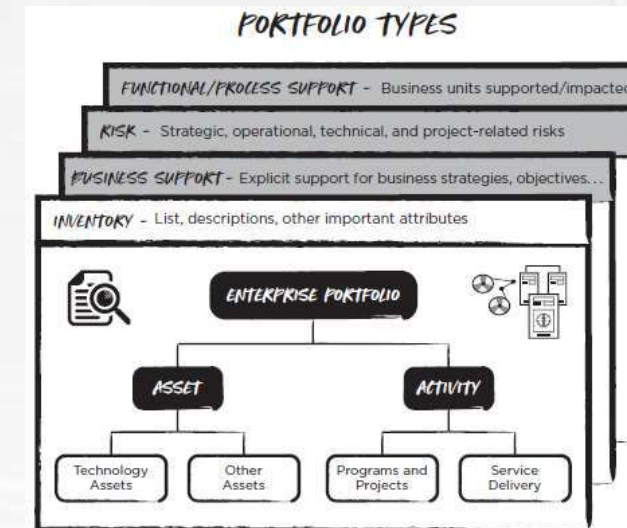 PORTFOLIO TYPES
FUNCTIONAL/PROCESS SUPPORT - Business units supported/impacted
RISK - Strategic, operational, technical, and project-related risks
BUSINESS SUPPORT - Explicit support for business strategies, objectives...
INVENTORY - List, descriptions, other important attributes
ENTERPRISE PORTFOLIO
ASSET
ACTIVITY
Technology
Assets
Other
Assets
Programs and
Projects
Service
Delivery